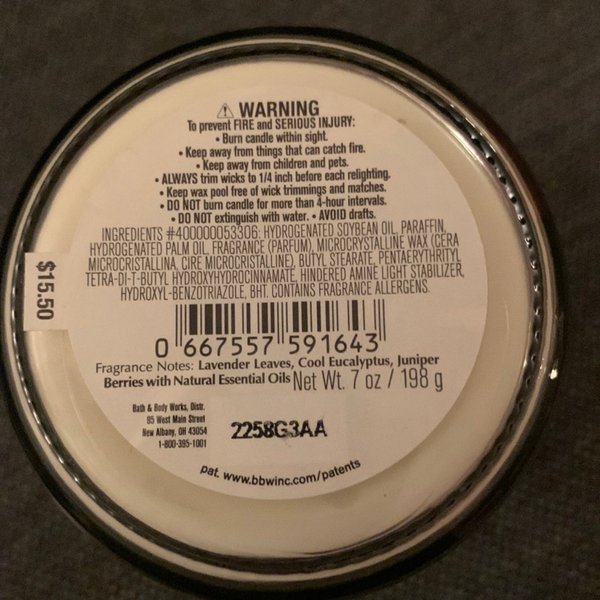 ⚠ WARNING
To prevent FIRE and SERIOUS INJURY:
• Burn candle within sight.
• Keep away from things that can catch fire.
• Keep away from children and pets.
• ALWAYS trim wicks to 1/4 inch before each relighting.
• Keep wax pool free of wick trimmings and matches.
• DO NOT burn candle for more than 4-hour intervals.
• DO NOT extinguish with water. • AVOID drafts.
INGREDIENTS #400000053306: HYDROGENATED SOYBEAN OIL, PARAFFIN,
HYDROGENATED PALM OIL, FRAGRANCE (PARFUM), MICROCRYSTALLINE WAX (CERA
MICROCRISTALLINA, CIRE MICROCRISTALLINE), BUTYL STEARATE, PENTAERYTHRITYL
TETRA-DI-T-BUTYL HYDROXYHYDROCINNAMATE, HINDERED AMINE LIGHT STABILIZER,
HYDROXYL-BENZOTRIAZOLE, BHT. CONTAINS FRAGRANCE ALLERGENS.
$15.50
0 667557 591643
Fragrance Notes: Lavender Leaves, Cool Eucalyptus, Juniper
Berries with Natural Essential Oils Net Wt. 7 oz / 198 g
Bath & Body Works, Distr.
95 West Main Street
New Albany, OH 43054
1-800-395-1001
2258G3AA
pat. www.bbwinc.com/patents